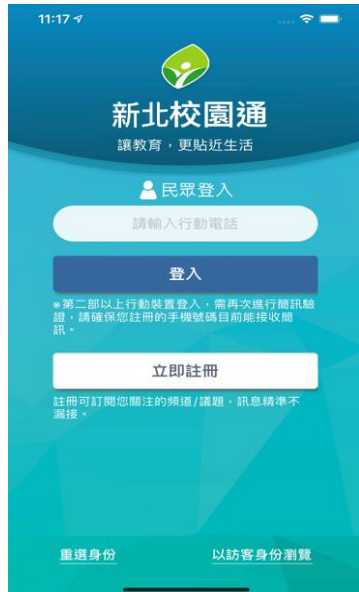 11:17
新北校園通
讓教育，更貼近生活
民眾登入
請輸入行動電話
登入
※第二部以上行動裝置登入，需再次進行簡訊驗
證，請確保您註冊的手機號碼目前能接收簡
訊。
立即註冊
註冊可訂閱您關注的頻道/議題，訊息精準不
漏接。
重選身份
以訪客身份瀏覽